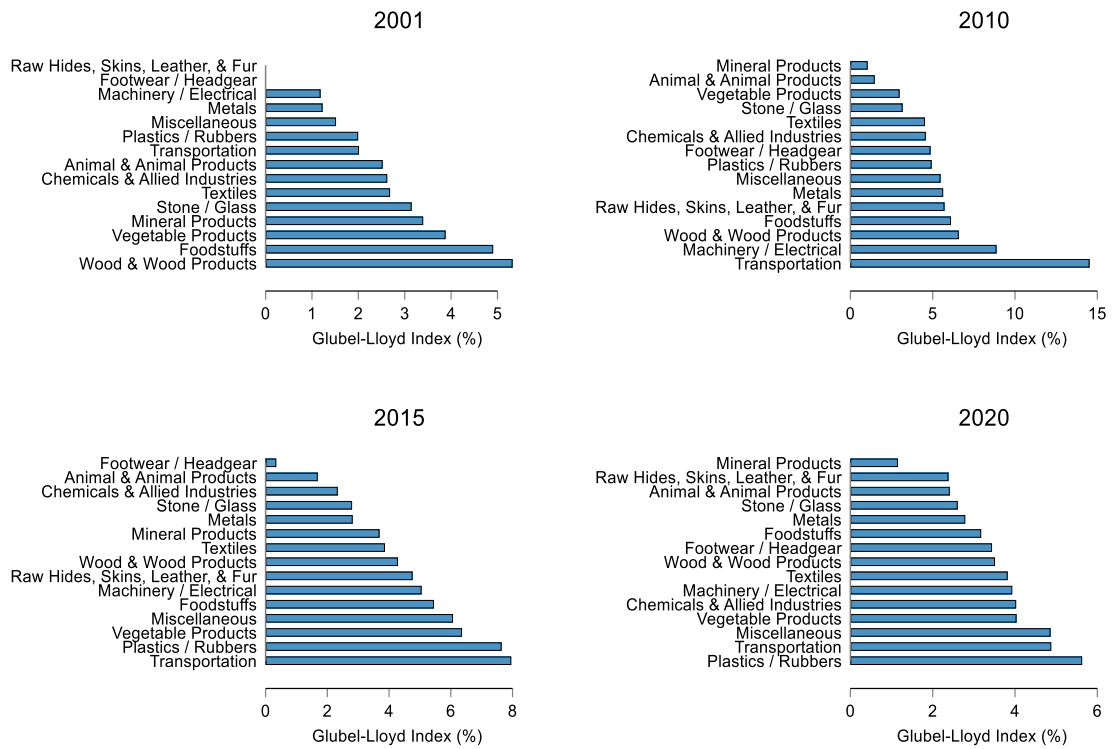 2001
Raw Hides, Skins, Leather, & Fur
Footwear / Headgear
Machinery / Electrical
Metals
Miscellaneous
Plastics / Rubbers
Transportation
Animal & Animal Products
Chemicals & Allied Industries
Textiles
Stone / Glass
Mineral Products
Vegetable Products
Foodstuffs
Wood & Wood Products
0 1 2 3 4 5
Glubel-Lloyd Index (%)
2010
Mineral Products
Animal & Animal Products
Vegetable Products
Stone / Glass
Textiles
Chemicals & Allied Industries
Footwear / Headgear
Plastics / Rubbers
Miscellaneous
Metals
Raw Hides, Skins, Leather, & Fur
Foodstuffs
Wood & Wood Products
Machinery / Electrical
Transportation
0 5 10 15
Glubel-Lloyd Index (%)
2015
Footwear / Headgear
Animal & Animal Products
Chemicals & Allied Industries
Stone / Glass
Metals
Mineral Products
Textiles
Wood & Wood Products
Raw Hides, Skins, Leather, & Fur
Machinery / Electrical
Foodstuffs
Miscellaneous
Vegetable Products
Plastics / Rubbers
Transportation
0 2 4 6 8
Glubel-Lloyd Index (%)
2020
Mineral Products
Raw Hides, Skins, Leather, & Fur
Animal & Animal Products
Stone / Glass
Metals
Foodstuffs
Footwear / Headgear
Wood & Wood Products
Textiles
Machinery / Electrical
Chemicals & Allied Industries
Vegetable Products
Miscellaneous
Transportation
Plastics / Rubbers
0 2 4 6
Glubel-Lloyd Index (%)